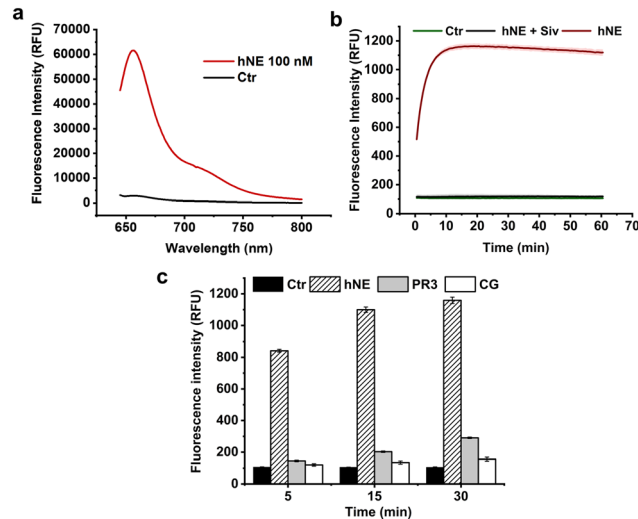 a
Fluorescence Intensity (RFU)
70000
60000
50000
40000
30000
20000
10000
0
hNE 100 nM
Ctr
650 700 750 800
Wavelength (nm)
b
Ctr hNE + Siv hNE
Fluorescence Intensity (RFU)
1200
1000
800
600
400
200
0
0 10 20 30 40 50 60 70
Time (min)
c
Ctr hNE PR3 CG
Fluorescence intensity (RFU)
1200
1000
800
600
400
200
0
5 15 30
Time (min)